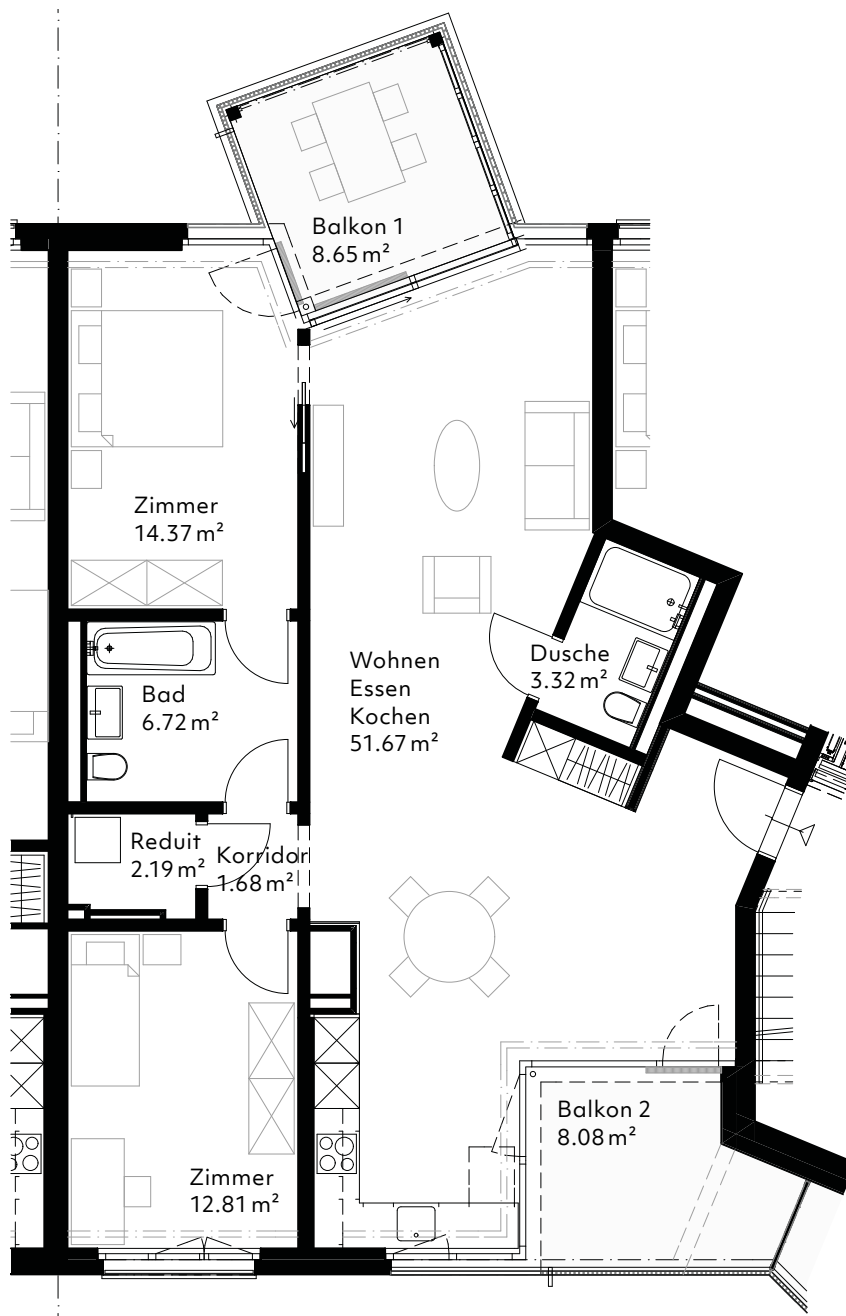 Balkon 1
8.65 m²
Zimmer
14.37 m²
Wohnen
Essen
Kochen
51.67 m²
Dusche
3.32 m²
Bad
6.72 m²
Reduit
2.19 m²
Korridor
1.68 m²
Balkon 2
8.08 m²
Zimmer
12.81 m²